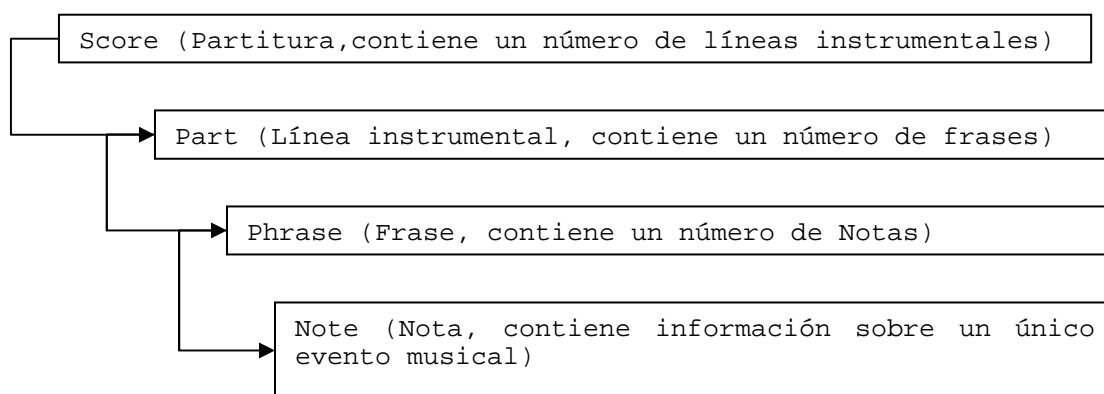 Score (Partitura,contiene un número de líneas instrumentales)
Part (Línea instrumental, contiene un número de frases)
Phrase (Frase, contiene un número de Notas)
Note (Nota, contiene información sobre un único
evento musical)